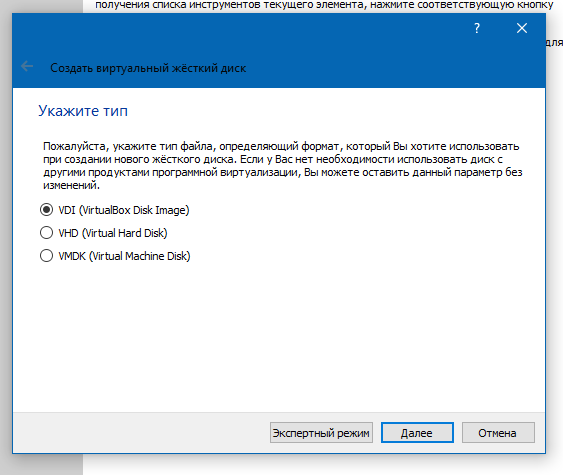 получения списка инструментов текущего элемента, нажмите соответствующую кнопку
?
для
Создать виртуальный жёсткий диск
Укажите тип
Пожалуйста, укажите тип файла, определяющий формат, который Вы хотите использовать
при создании нового жёсткого диска. Если у Вас нет необходимости использовать диск с
другими продуктами программной виртуализации, Вы можете оставить данный параметр без
изменений.
VDI (VirtualBox Disk Image)
VHD (Virtual Hard Disk)
VMDK (Virtual Machine Disk)
Экспертный режим Далее Отмена